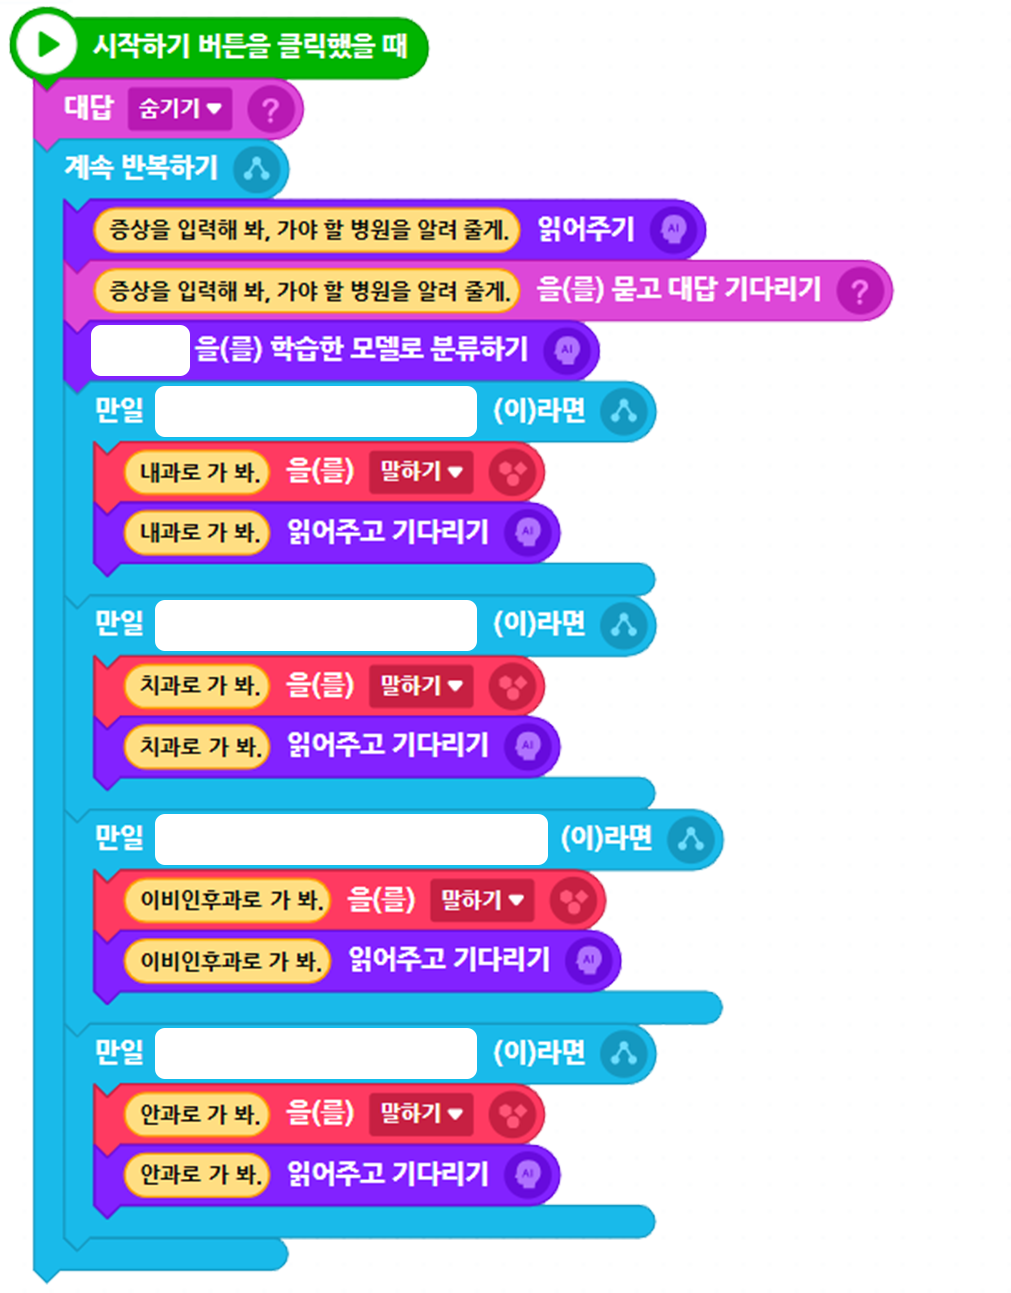 시작하기 버튼을 클릭했을 때
대답 숨기기 ?
계속 반복하기
증상을 입력해 봐, 가야 할 병원을 알려 줄게. 읽어주기 AI
증상을 입력해 봐, 가야 할 병원을 알려 줄게. 을(를) 묻고 대답 기다리기 ?
을(를) 학습한 모델로 분류하기 AI
만일 (이)라면
내과로 가 봐. 을(를) 말하기
내과로 가 봐. 읽어주고 기다리기 AI
만일 (이)라면
치과로 가 봐. 을(를) 말하기
치과로 가 봐. 읽어주고 기다리기 AI
만일 (이)라면
이비인후과로 가 봐. 을(를) 말하기
이비인후과로 가 봐. 읽어주고 기다리기 AI
만일 (이)라면
안과로 가 봐. 을(를) 말하기
안과로 가 봐. 읽어주고 기다리기 AI